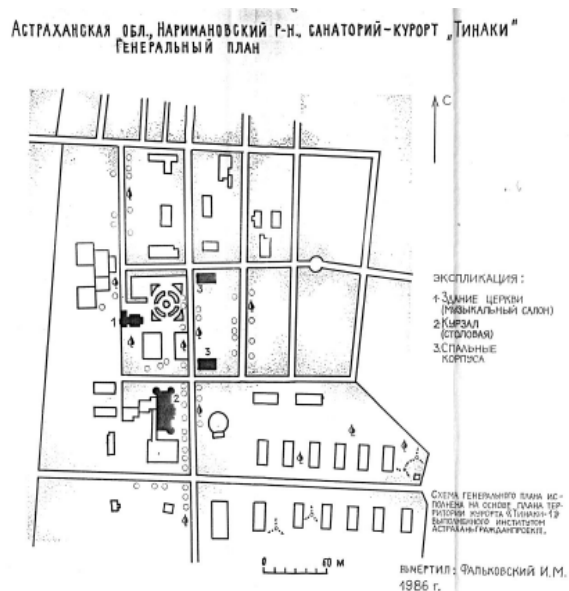 Астраханская обл., Наримановский р-н., санаторий-курорт „Тинаки"
Генеральный план
С
3
1
3
2
Экспликация:
1. Здание церкви
(музыкальный салон)
2. Курзал
(столовая)
3. Спальные
корпуса
Схема генерального плана ис-
полнена на основе плана тер-
ритории курорта «Тинаки-1»
выполненного институтом
Астраханьгражданпроект.
0 60 м
Вычертил: Фальковский И.М.
1986 г.